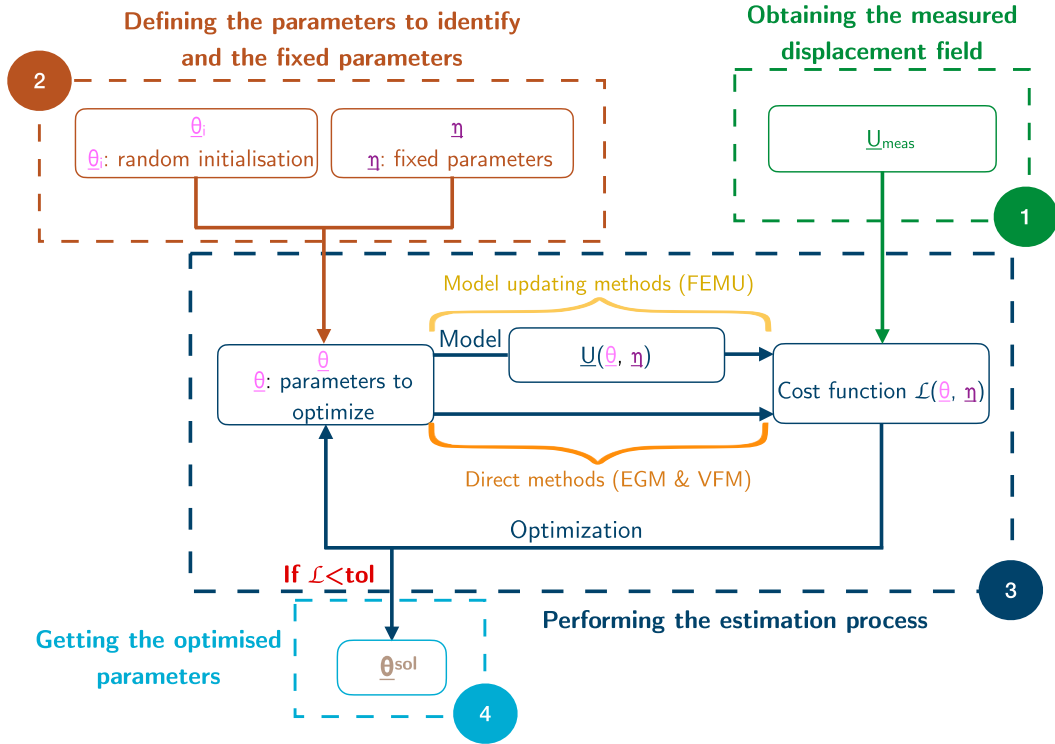 Defining the parameters to identify
and the fixed parameters
2
θᵢ
θᵢ: random initialisation
η
η: fixed parameters
Obtaining the measured
displacement field
U_meas
1
Model updating methods (FEMU)
Model
U(θ, η)
θ
θ: parameters to
optimize
Cost function ℒ(θ, η)
Direct methods (EGM & VFM)
Optimization
If ℒ<tol
3
Performing the estimation process
Getting the optimised
parameters
θ^sol
4